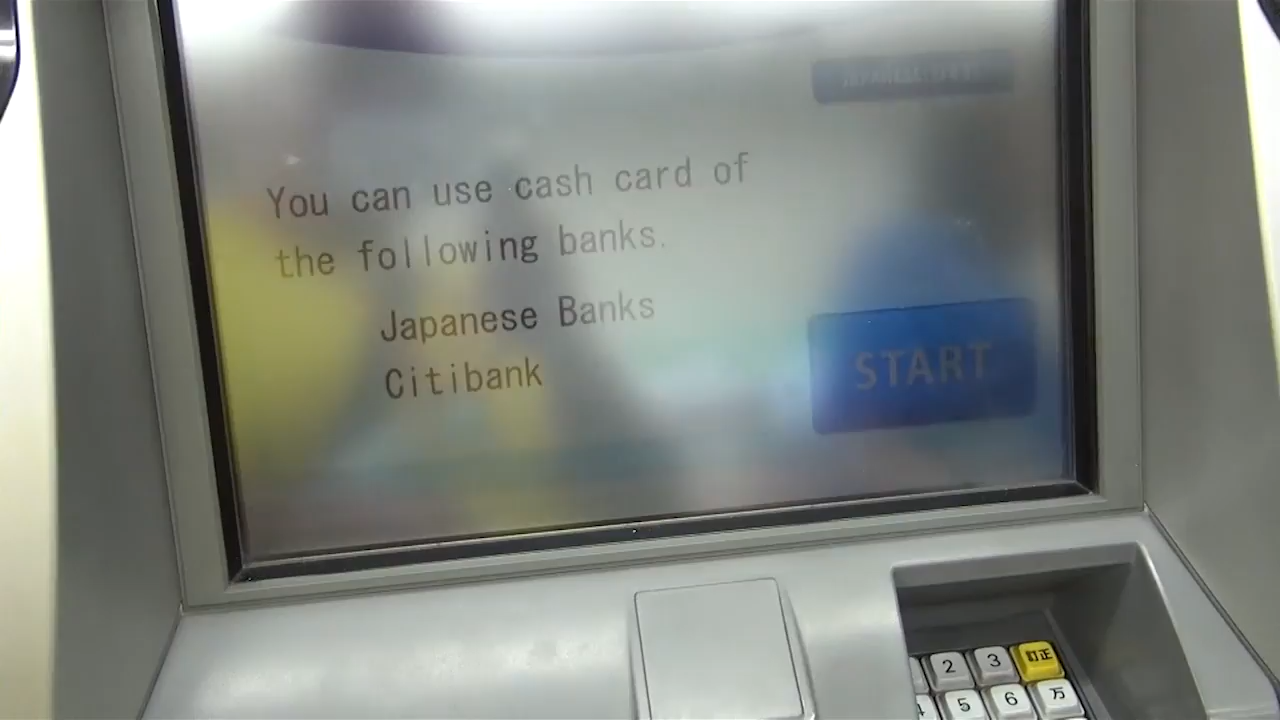 You can use cash card of
the following banks.
Japanese Banks
Citibank
START
2 3 訂正
5 6 万